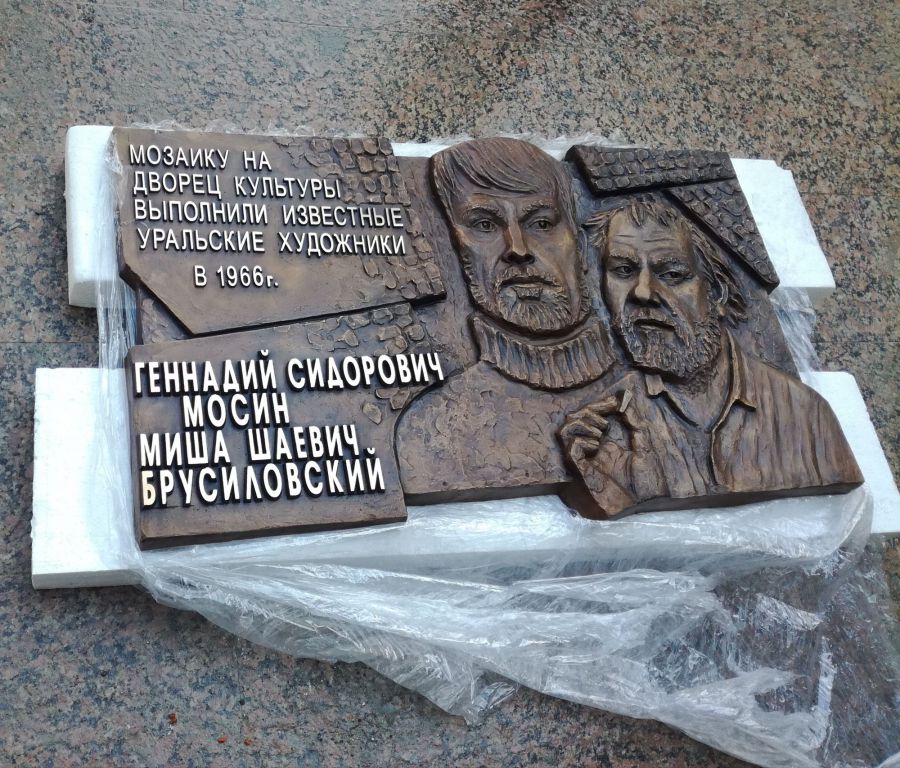 МОЗАИКУ НА
ДВОРЕЦ КУЛЬТУРЫ
ВЫПОЛНИЛИ ИЗВЕСТНЫЕ
УРАЛЬСКИЕ ХУДОЖНИКИ
В 1966г.
ГЕННАДИЙ СИДОРОВИЧ
МОСИН
МИША ШАЕВИЧ
БРУСИЛОВСКИЙ